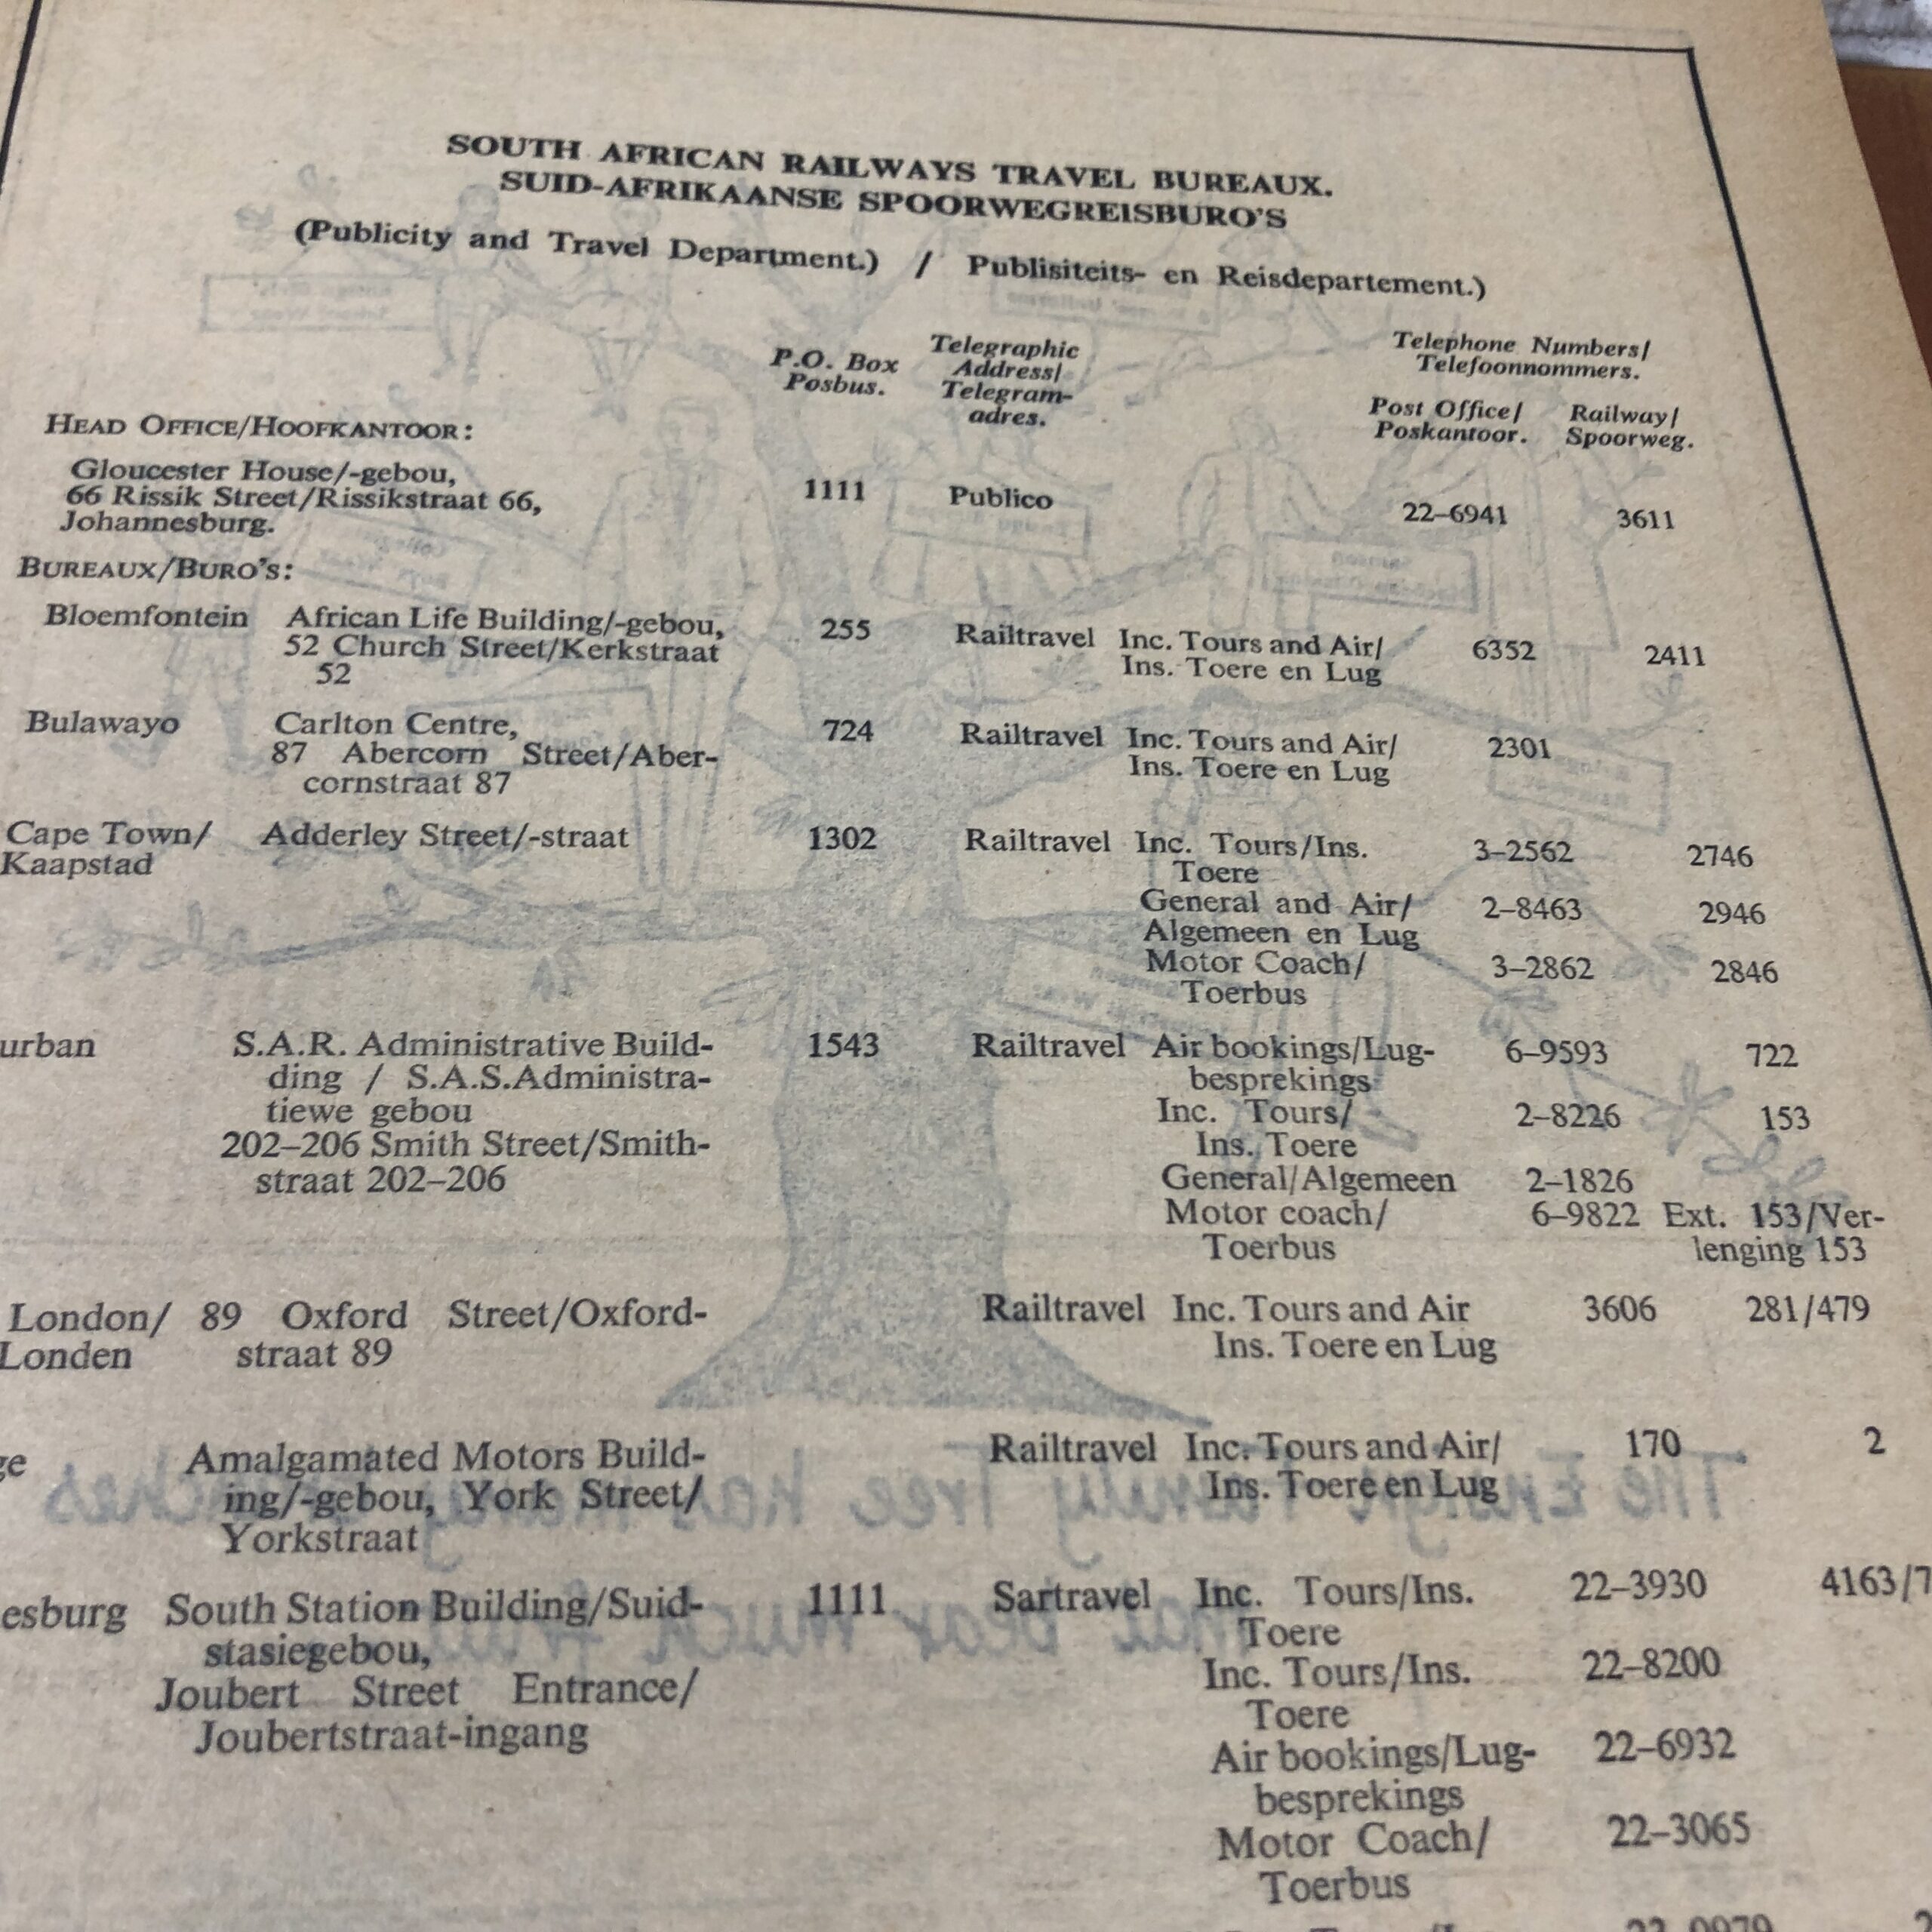 SOUTH AFRICAN RAILWAYS TRAVEL BUREAUX.
SUID-AFRIKAANSE SPOORWEGREISBURO'S
(Publicity and Travel Department.) / Publisiteits- en Reisdepartement.)
P.O. Box
Posbus.
Telegraphic
Address/
Telegram-
adres.
Telephone Numbers/
Telefoonnommers.
Post Office/
Poskantoor.
Railway/
Spoorweg.
HEAD OFFICE/HOOFKANTOOR:
Gloucester House/-gebou,
66 Rissik Street/Rissikstraat 66, 1111 Publico 22–6941 3611
Johannesburg.
BUREAUX/BURO'S:
Bloemfontein African Life Building/-gebou, 255 Railtravel Inc. Tours and Air/ 6352 2411
52 Church Street/Kerkstraat Ins. Toere en Lug
52
Bulawayo Carlton Centre, 724 Railtravel Inc. Tours and Air/ 2301
87 Abercorn Street/Aber- Ins. Toere en Lug
cornstraat 87
Cape Town/ Adderley Street/-straat 1302 Railtravel Inc. Tours/Ins. 3–2562 2746
Kaapstad Toere
General and Air/ 2–8463 2946
Algemeen en Lug
Motor Coach/ 3–2862 2846
Toerbus
urban S.A.R. Administrative Build- 1543 Railtravel Air bookings/Lug- 6–9593 722
ding / S.A.S.Administra- besprekings
tiewe gebou Inc. Tours/ 2–8226 153
202–206 Smith Street/Smith- Ins. Toere
straat 202–206 General/Algemeen 2–1826
Motor coach/ 6–9822 Ext. 153/Ver-
Toerbus lenging 153
London/ 89 Oxford Street/Oxford- Railtravel Inc. Tours and Air 3606 281/479
Londen straat 89 Ins. Toere en Lug
ge Amalgamated Motors Build- Railtravel Inc. Tours and Air/ 170 2
ing/-gebou, York Street/ Ins. Toere en Lug
Yorkstraat
esburg South Station Building/Suid- 1111 Sartravel Inc. Tours/Ins. 22–3930 4163/7
stasiegebou, Toere
Joubert Street Entrance/ Inc. Tours/Ins. 22–8200
Joubertstraat-ingang Toere
Air bookings/Lug- 22–6932
besprekings
Motor Coach/ 22–3065
Toerbus